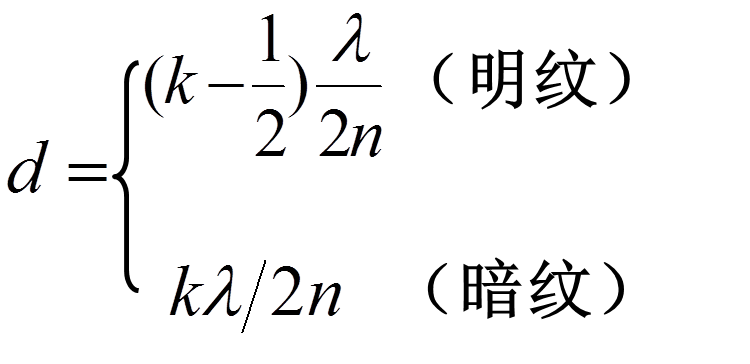 d = { (k - 1/2) λ/2n （明纹）
kλ/2n （暗纹）